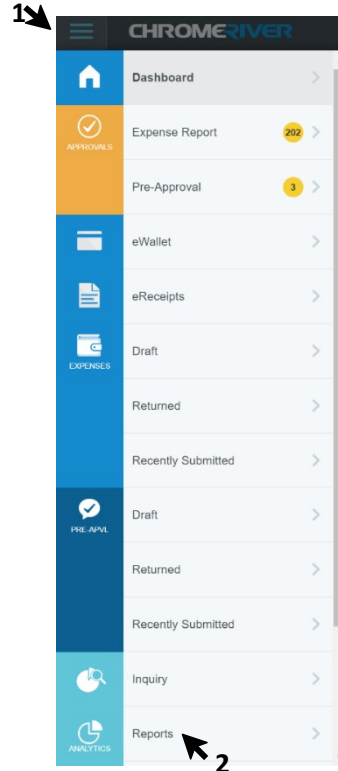 1
CHROMERIVER
Dashboard
APPROVALS
Expense Report 202
Pre-Approval 3
eWallet
eReceipts
EXPENSES
Draft
Returned
Recently Submitted
PRE-APVL
Draft
Returned
Recently Submitted
Inquiry
ANALYTICS
Reports
2